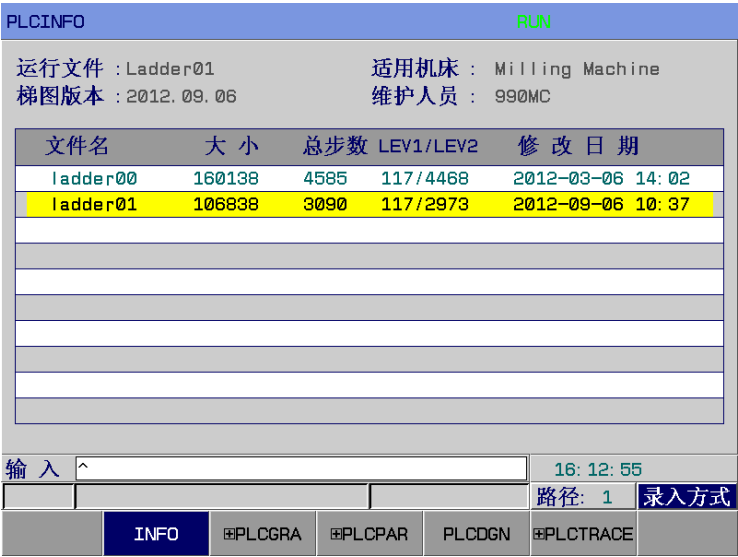 PLCINFO RUN
运行文件 :Ladder01 适用机床 : Milling Machine
梯图版本 :2012.09.06 维护人员 : 990MC
文件名 大 小 总步数 LEV1/LEV2 修 改 日 期
ladder00 160138 4585 117/4468 2012-03-06 14:02
ladder01 106838 3090 117/2973 2012-09-06 10:37
输 入 ^ 16:12:55
路径: 1 录入方式
INFO ⊞PLCGRA ⊞PLCPAR PLCDGN ⊞PLCTRACE